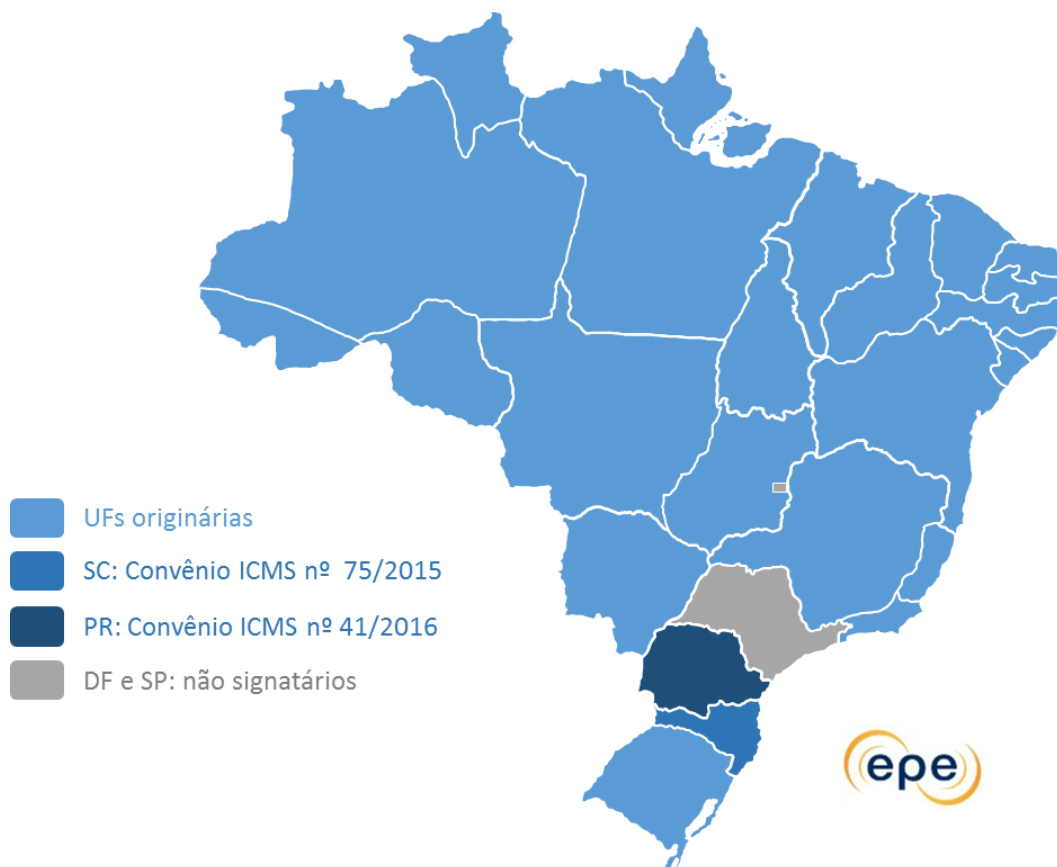 UFs originárias
SC: Convênio ICMS nº 75/2015
PR: Convênio ICMS nº 41/2016
DF e SP: não signatários
epe